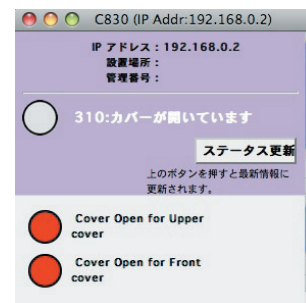 C830 (IP Addr:192.168.0.2)
IP アドレス：192.168.0.2
設置場所：
管理番号：
310:カバーが開いています
ステータス更新
上のボタンを押すと最新情報に
更新されます。
Cover Open for Upper
cover
Cover Open for Front
cover